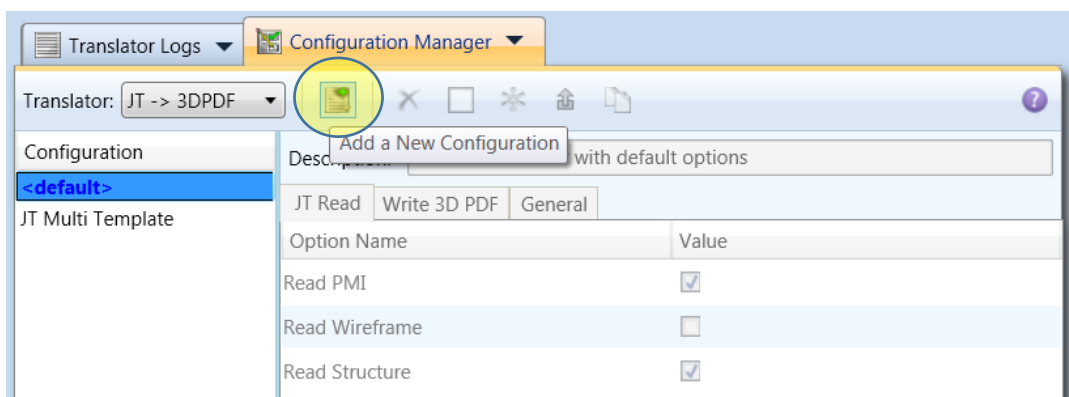 Translator Logs
Configuration Manager
Translator: JT -> 3DPDF
Add a New Configuration
Configuration
with default options
<default>
JT Multi Template
JT Read Write 3D PDF General
Option Name Value
Read PMI
Read Wireframe
Read Structure